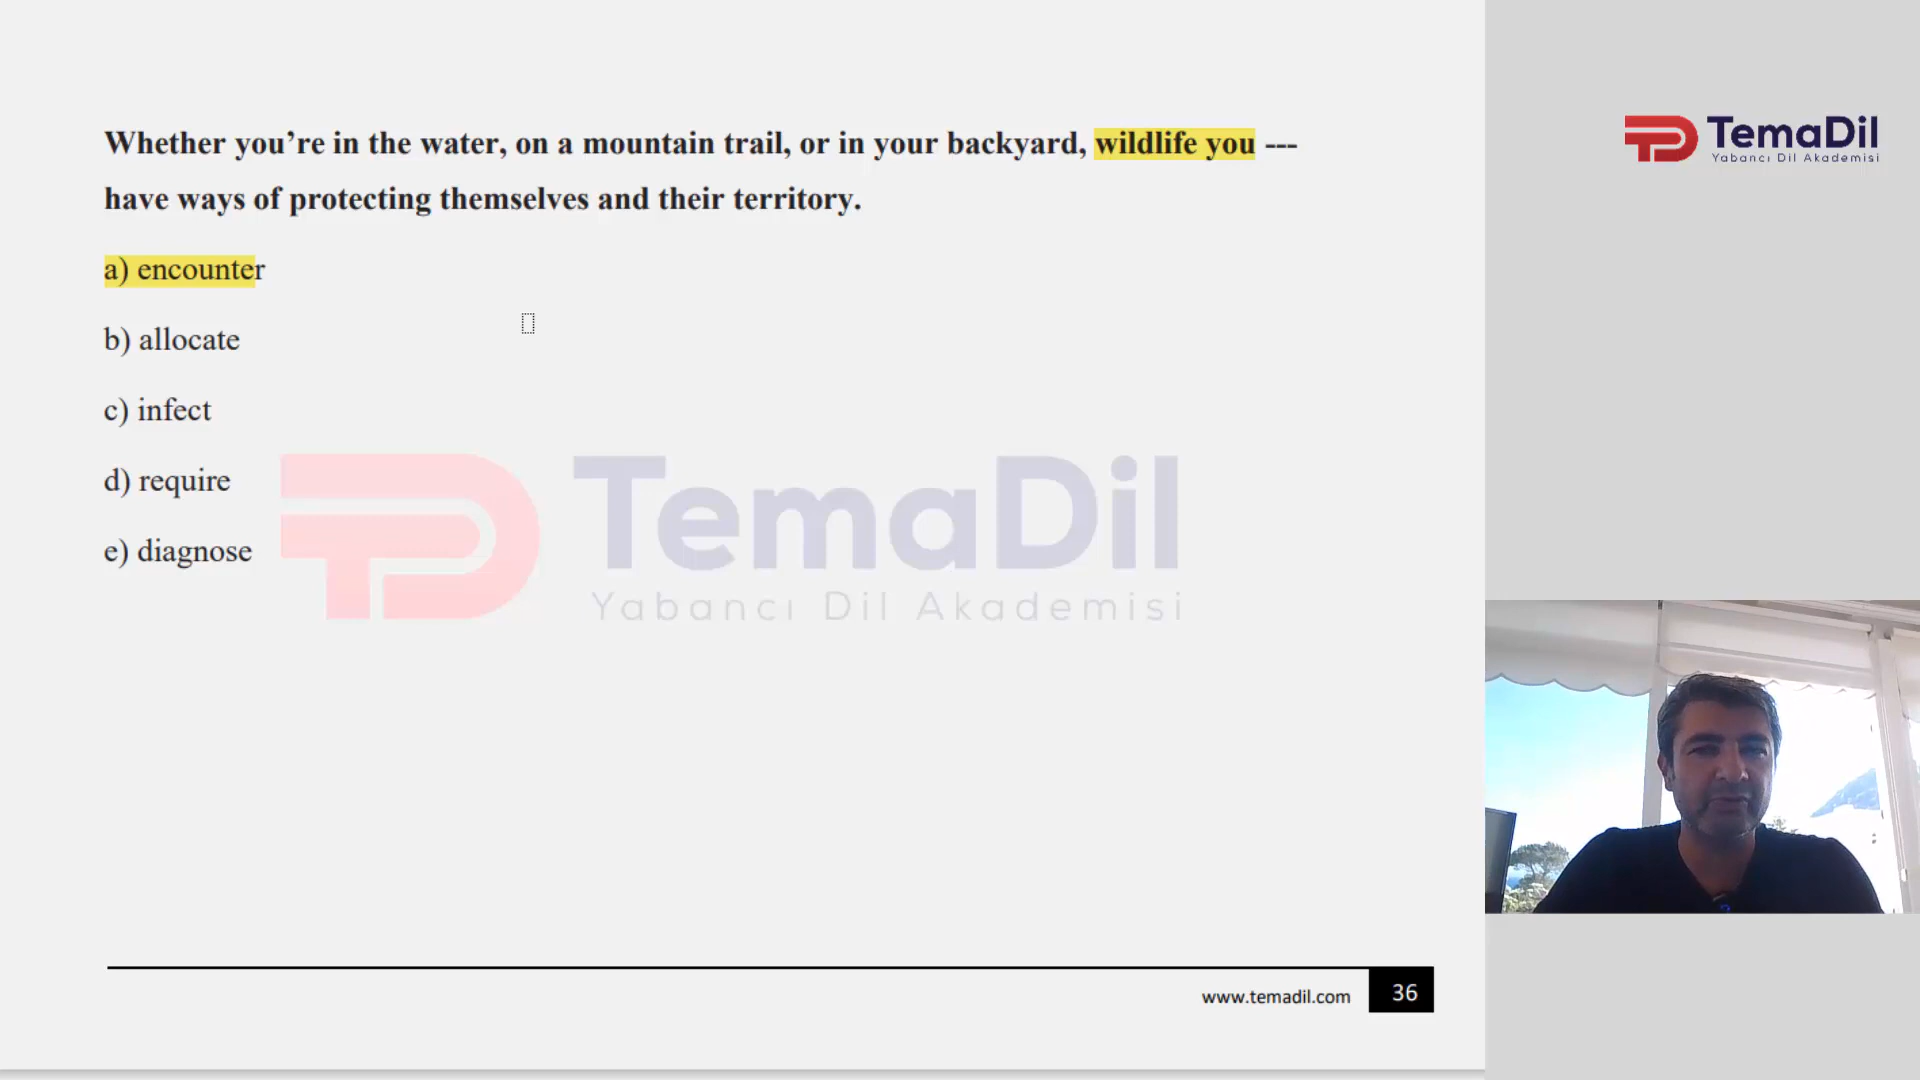 Whether you’re in the water, on a mountain trail, or in your backyard, wildlife you ---
have ways of protecting themselves and their territory.
a) encounter
b) allocate
c) infect
d) require
e) diagnose
TemaDil
Yabancı Dil Akademisi
www.temadil.com
36
TemaDil
Yabancı Dil Akademisi